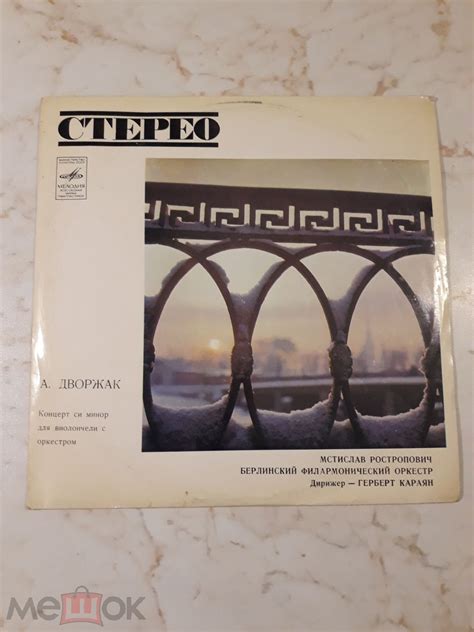 СТЕРЕО
МЕЛОДИЯ
А. ДВОРЖАК
Концерт си минор
для виолончели с
оркестром
МСТИСЛАВ РОСТРОПОВИЧ
БЕРЛИНСКИЙ ФИЛАРМОНИЧЕСКИЙ ОРКЕСТР
Дирижер — ГЕРБЕРТ КАРАЯН
мешок